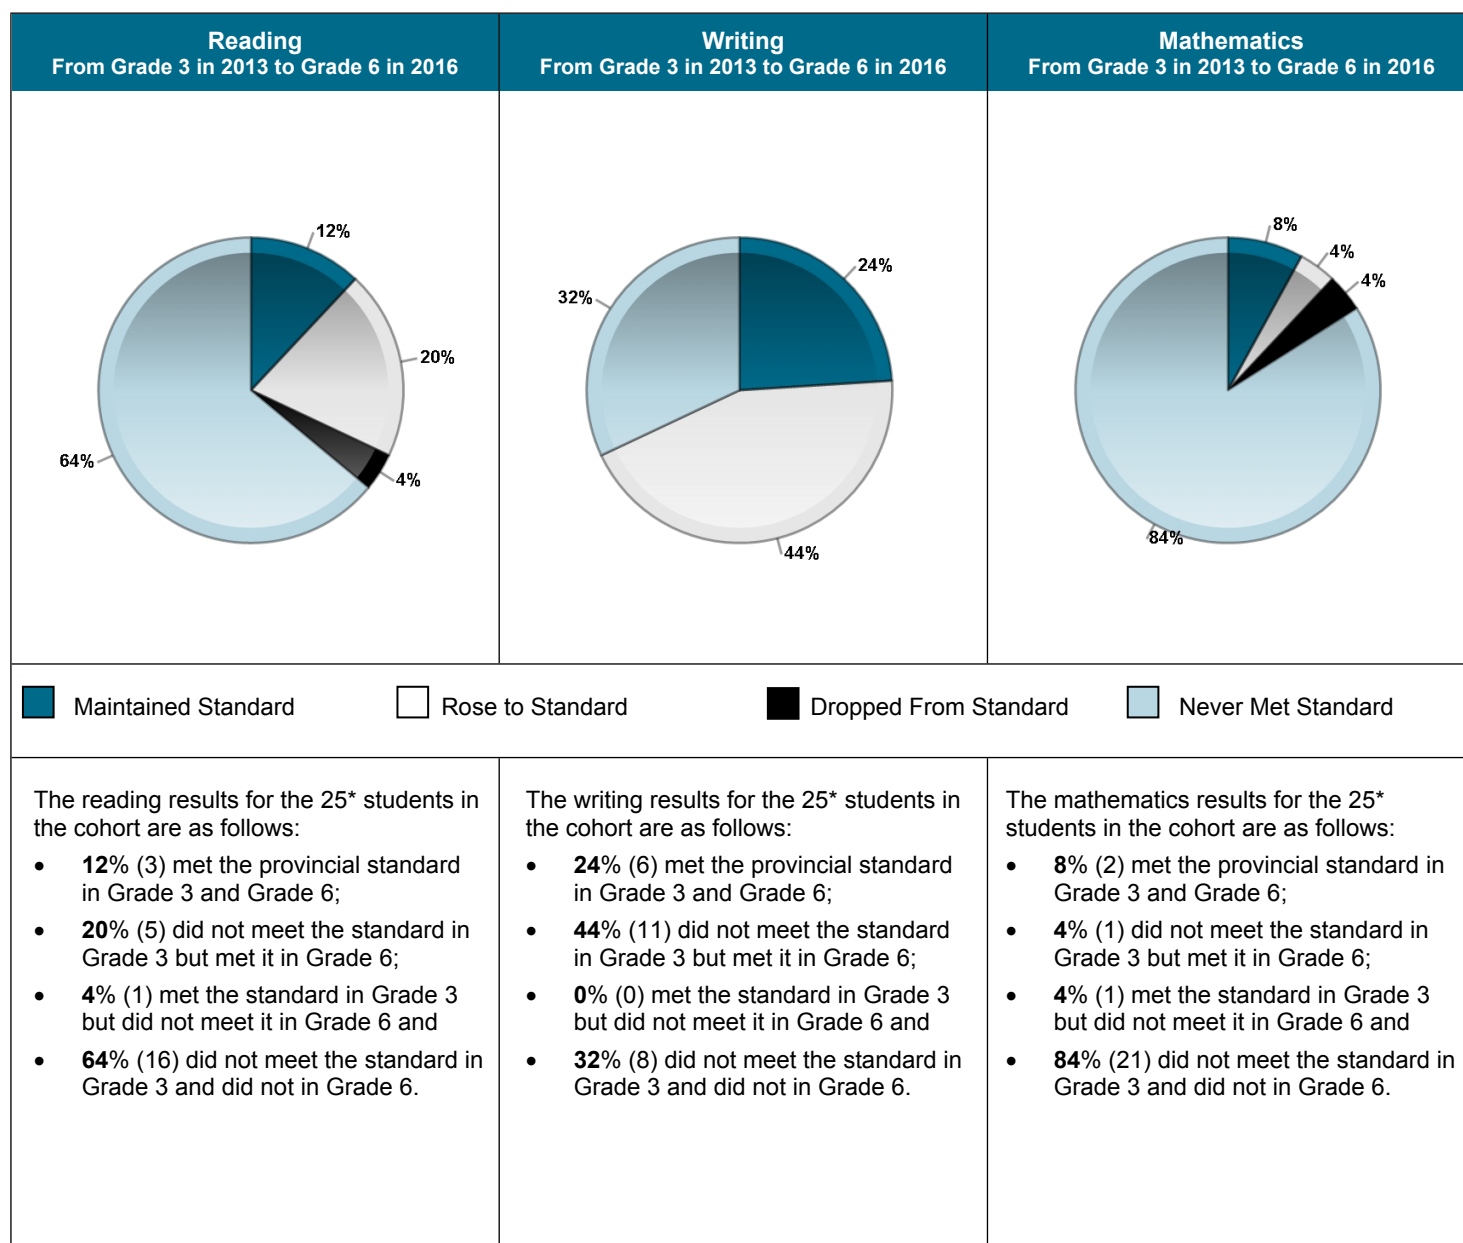 Reading
From Grade 3 in 2013 to Grade 6 in 2016
Writing
From Grade 3 in 2013 to Grade 6 in 2016
Mathematics
From Grade 3 in 2013 to Grade 6 in 2016
12%
20%
4%
64%
24%
44%
32%
8%
4%
4%
84%
Maintained Standard
Rose to Standard
Dropped From Standard
Never Met Standard
The reading results for the 25* students in
the cohort are as follows:
• 12% (3) met the provincial standard
in Grade 3 and Grade 6;
• 20% (5) did not meet the standard in
Grade 3 but met it in Grade 6;
• 4% (1) met the standard in Grade 3
but did not meet it in Grade 6 and
• 64% (16) did not meet the standard in
Grade 3 and did not in Grade 6.
The writing results for the 25* students in
the cohort are as follows:
• 24% (6) met the provincial standard
in Grade 3 and Grade 6;
• 44% (11) did not meet the standard
in Grade 3 but met it in Grade 6;
• 0% (0) met the standard in Grade 3
but did not meet it in Grade 6 and
• 32% (8) did not meet the standard in
Grade 3 and did not in Grade 6.
The mathematics results for the 25*
students in the cohort are as follows:
• 8% (2) met the provincial standard in
Grade 3 and Grade 6;
• 4% (1) did not meet the standard in
Grade 3 but met it in Grade 6;
• 4% (1) met the standard in Grade 3
but did not meet it in Grade 6 and
• 84% (21) did not meet the standard in
Grade 3 and did not in Grade 6.